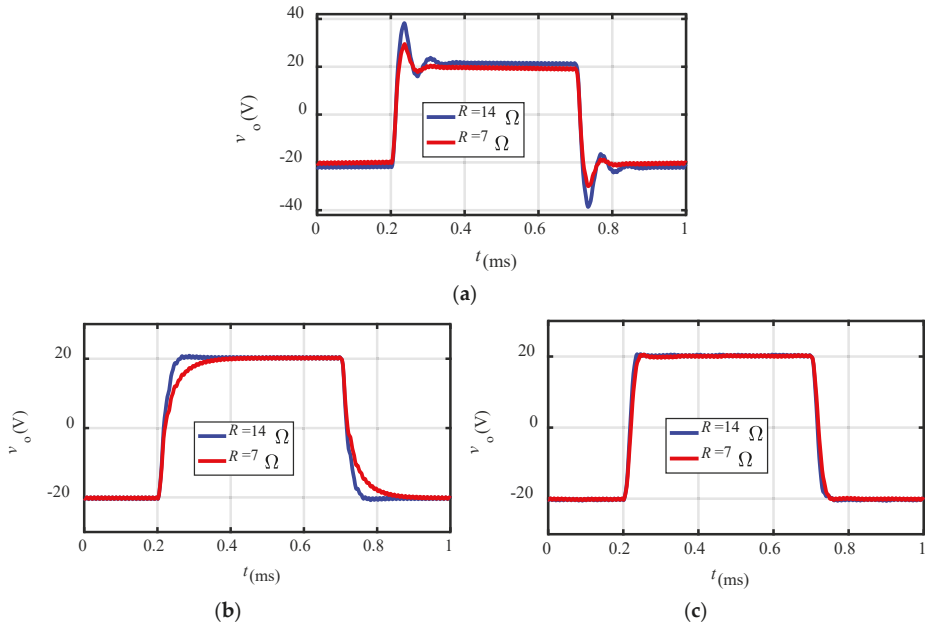 40
20
0
-20
-40
v o (V)
R =14 Ω
R =7 Ω
0 0.2 0.4 0.6 0.8 1
t (ms)
(a)
20
0
-20
v o (V)
R =14 Ω
R =7 Ω
0 0.2 0.4 0.6 0.8 1
t (ms)
(b)
20
0
-20
v o (V)
R =14 Ω
R =7 Ω
0 0.2 0.4 0.6 0.8 1
t (ms)
(c)